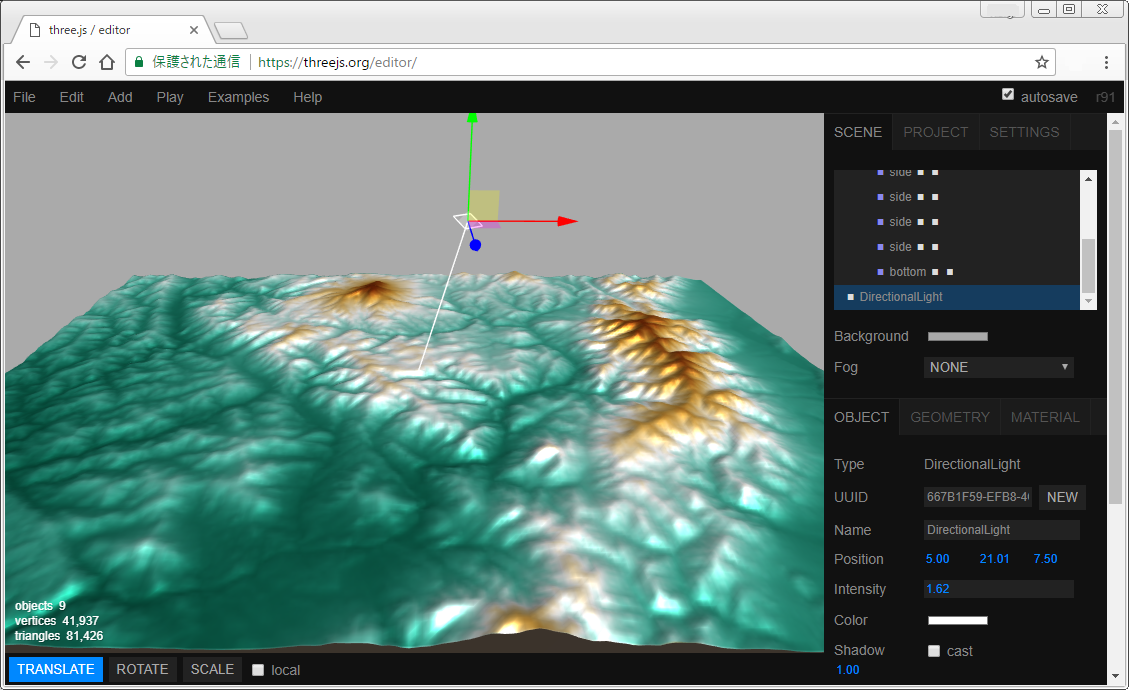 three.js / editor
保護された通信 https://threejs.org/editor/
File Edit Add Play Examples Help autosave r91
SCENE PROJECT SETTINGS
side
side
side
side
bottom
DirectionalLight
Background
Fog NONE
OBJECT GEOMETRY MATERIAL
Type DirectionalLight
UUID 667B1F59-EFB8-4 NEW
Name DirectionalLight
Position 5.00 21.01 7.50
Intensity 1.62
Color
Shadow cast
1.00
objects 9
vertices 41,937
triangles 81,426
TRANSLATE ROTATE SCALE local